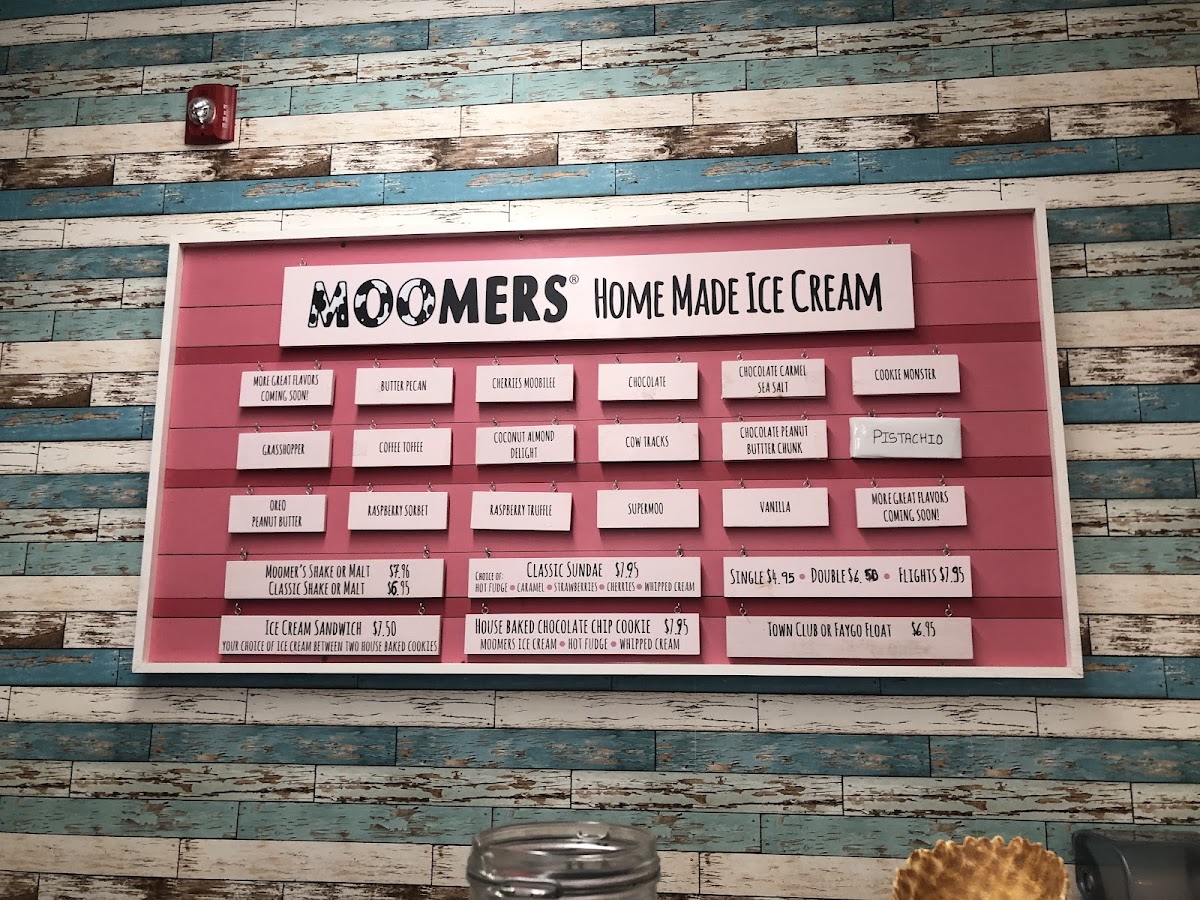 MOOMERS® HOME MADE ICE CREAM
MORE GREAT FLAVORS
COMING SOON!
BUTTER PECAN
CHERRIES MOOBILEE
CHOCOLATE
CHOCOLATE CARMEL
SEA SALT
COOKIE MONSTER
GRASSHOPPER
COFFEE TOFFEE
COCONUT ALMOND
DELIGHT
COW TRACKS
CHOCOLATE PEANUT
BUTTER CHUNK
PISTACHIO
OREO
PEANUT BUTTER
RASPBERRY SORBET
RASPBERRY TRUFFLE
SUPERMOO
VANILLA
MORE GREAT FLAVORS
COMING SOON!
MOOMER'S SHAKE OR MALT $7.96
CLASSIC SHAKE OR MALT $6.95
CLASSIC SUNDAE $7.95
CHOICE OF:
HOT FUDGE • CARAMEL • STRAWBERRIES • CHERRIES • WHIPPED CREAM
SINGLE $4.95 • DOUBLE $6.50 • FLIGHTS $7.95
ICE CREAM SANDWICH $7.50
YOUR CHOICE OF ICE CREAM BETWEEN TWO HOUSE BAKED COOKIES
HOUSE BAKED CHOCOLATE CHIP COOKIE $7.95
MOOMERS ICE CREAM • HOT FUDGE • WHIPPED CREAM
TOWN CLUB OR FAYGO FLOAT $6.95